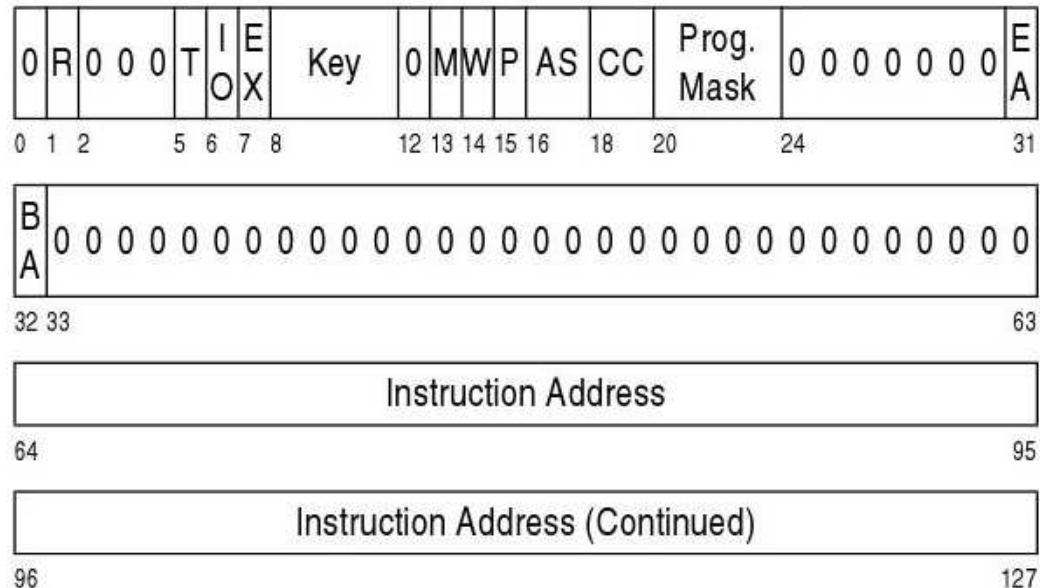 0 R 0 0 0 T IO EX Key 0 M W P AS CC Prog. Mask 0 0 0 0 0 0 0 EA
0 1 2 5 6 7 8 12 13 14 15 16 18 20 24 31
BA 0 0 0 0 0 0 0 0 0 0 0 0 0 0 0 0 0 0 0 0 0 0 0 0 0 0 0 0 0 0 0
32 33 63
Instruction Address
64 95
Instruction Address (Continued)
96 127